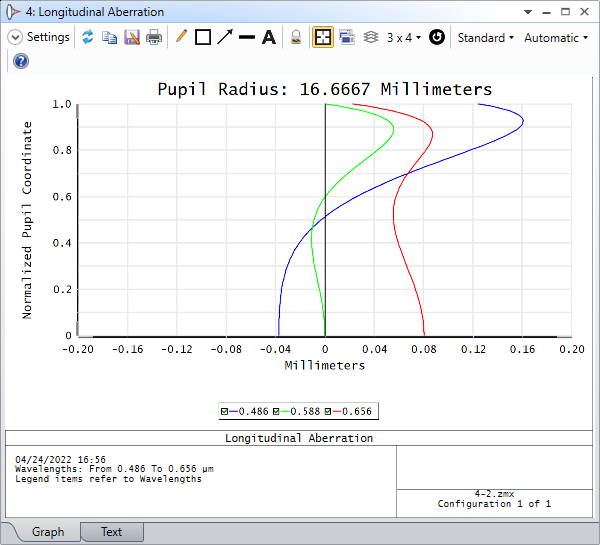 4: Longitudinal Aberration
Settings
3 x 4
Standard
Automatic
Pupil Radius: 16.6667 Millimeters
Normalized Pupil Coordinate
1.0
0.8
0.6
0.4
0.2
0
-0.20 -0.16 -0.12 -0.08 -0.04 0 0.04 0.08 0.12 0.16 0.20
Millimeters
0.486 0.588 0.656
Longitudinal Aberration
04/24/2022 16:56
Wavelengths: From 0.486 To 0.656 µm
Legend items refer to Wavelengths
4-2.zmx
Configuration 1 of 1
Graph Text